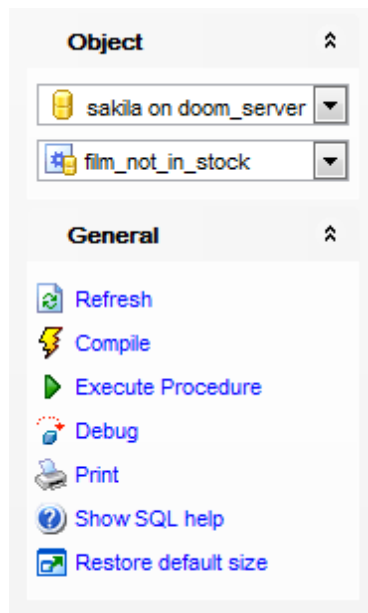 Object
sakila on doom_server
film_not_in_stock
General
Refresh
Compile
Execute Procedure
Debug
Print
Show SQL help
Restore default size